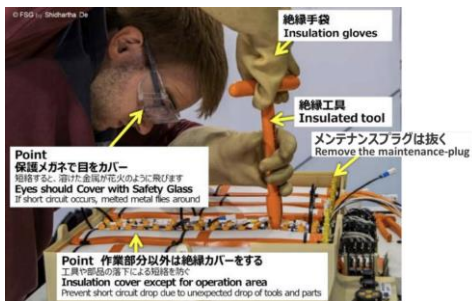 © FSG by Shidhartha De
絶縁手袋
Insulation gloves
絶縁工具
Insulated tool
メンテナンスプラグは抜く
Remove the maintenance-plug
Point
保護メガネで目をカバー
短絡すると、溶けた金属が花火のように飛びます
Eyes should Cover with Safety Glass
If short circuit occurs, melted metal flies around
Point 作業部分以外は絶縁カバーをする
工具や部品の落下による短絡を防ぐ
Insulation cover except for operation area
Prevent short circuit drop due to unexpected drop of tools and parts